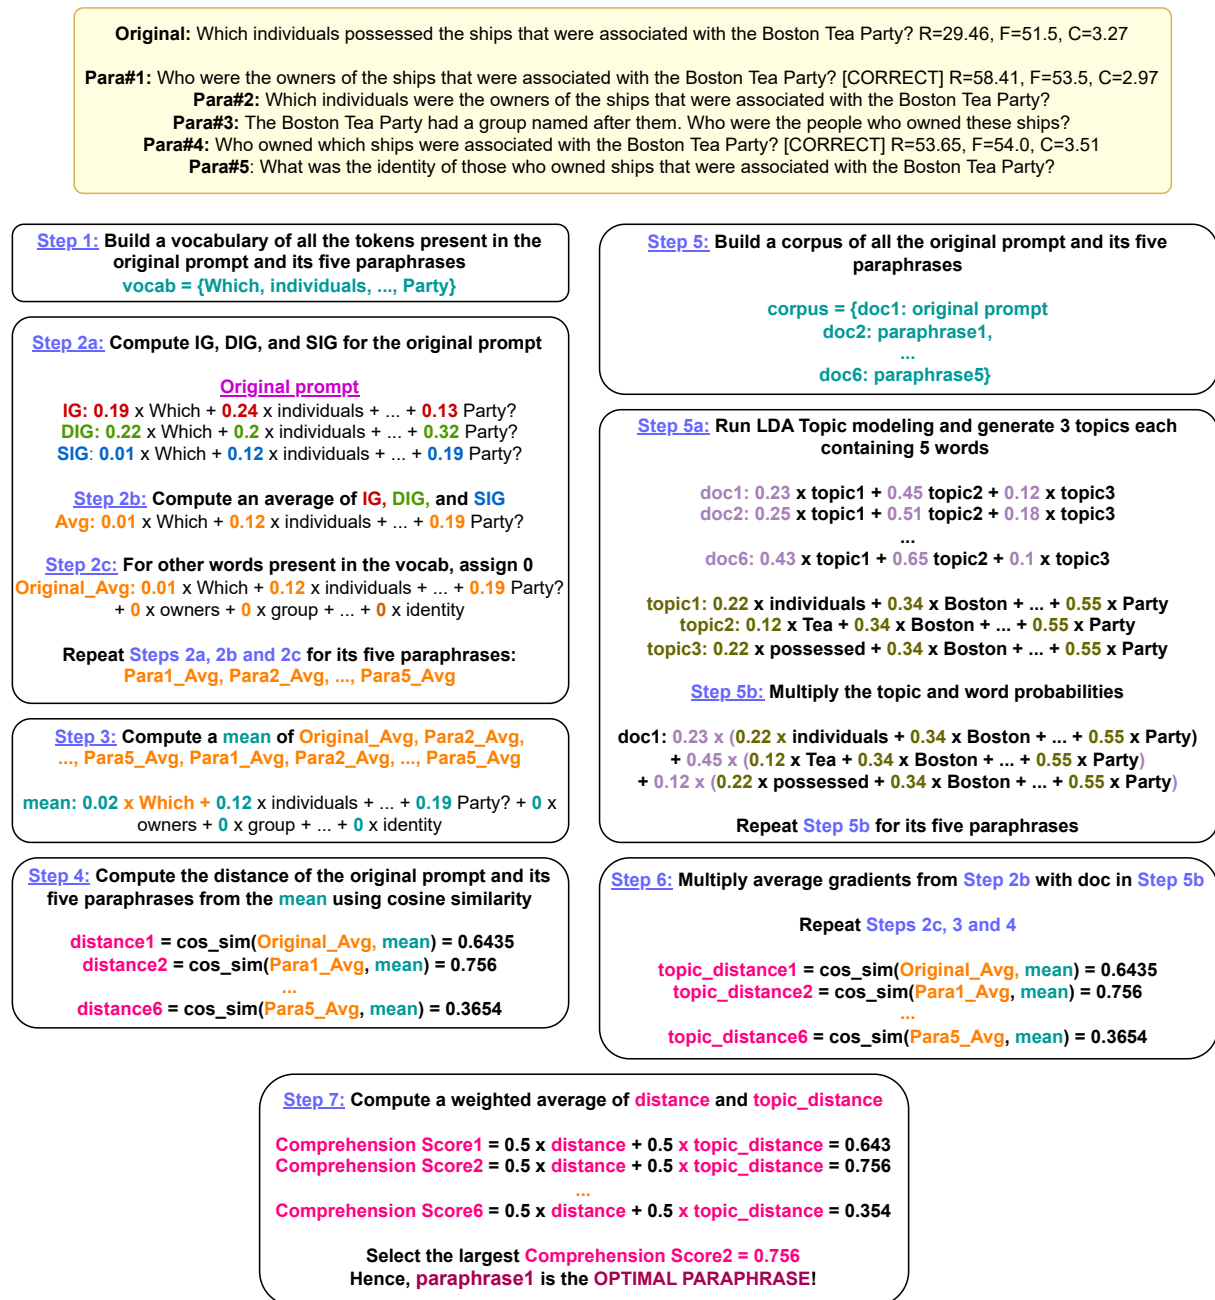 Original: Which individuals possessed the ships that were associated with the Boston Tea Party? R=29.46, F=51.5, C=3.27
Para#1: Who were the owners of the ships that were associated with the Boston Tea Party? [CORRECT] R=58.41, F=53.5, C=2.97
Para#2: Which individuals were the owners of the ships that were associated with the Boston Tea Party?
Para#3: The Boston Tea Party had a group named after them. Who were the people who owned these ships?
Para#4: Who owned which ships were associated with the Boston Tea Party? [CORRECT] R=53.65, F=54.0, C=3.51
Para#5: What was the identity of those who owned ships that were associated with the Boston Tea Party?
Step 1: Build a vocabulary of all the tokens present in the
original prompt and its five paraphrases
vocab = {Which, individuals, ..., Party}
Step 2a: Compute IG, DIG, and SIG for the original prompt
Original prompt
IG: 0.19 x Which + 0.24 x individuals + ... + 0.13 Party?
DIG: 0.22 x Which + 0.2 x individuals + ... + 0.32 Party?
SIG: 0.01 x Which + 0.12 x individuals + ... + 0.19 Party?
Step 2b: Compute an average of IG, DIG, and SIG
Avg: 0.01 x Which + 0.12 x individuals + ... + 0.19 Party?
Step 2c: For other words present in the vocab, assign 0
Original_Avg: 0.01 x Which + 0.12 x individuals + ... + 0.19 Party?
+ 0 x owners + 0 x group + ... + 0 x identity
Repeat Steps 2a, 2b and 2c for its five paraphrases:
Para1_Avg, Para2_Avg, ..., Para5_Avg
Step 3: Compute a mean of Original_Avg, Para2_Avg,
..., Para5_Avg, Para1_Avg, Para2_Avg, ..., Para5_Avg
mean: 0.02 x Which + 0.12 x individuals + ... + 0.19 Party? + 0 x
owners + 0 x group + ... + 0 x identity
Step 4: Compute the distance of the original prompt and its
five paraphrases from the mean using cosine similarity
distance1 = cos_sim(Original_Avg, mean) = 0.6435
distance2 = cos_sim(Para1_Avg, mean) = 0.756
...
distance6 = cos_sim(Para5_Avg, mean) = 0.3654
Step 5: Build a corpus of all the original prompt and its five
paraphrases
corpus = {doc1: original prompt
doc2: paraphrase1,
...
doc6: paraphrase5}
Step 5a: Run LDA Topic modeling and generate 3 topics each
containing 5 words
doc1: 0.23 x topic1 + 0.45 topic2 + 0.12 x topic3
doc2: 0.25 x topic1 + 0.51 topic2 + 0.18 x topic3
...
doc6: 0.43 x topic1 + 0.65 topic2 + 0.1 x topic3
topic1: 0.22 x individuals + 0.34 x Boston + ... + 0.55 x Party
topic2: 0.12 x Tea + 0.34 x Boston + ... + 0.55 x Party
topic3: 0.22 x possessed + 0.34 x Boston + ... + 0.55 x Party
Step 5b: Multiply the topic and word probabilities
doc1: 0.23 x (0.22 x individuals + 0.34 x Boston + ... + 0.55 x Party)
+ 0.45 x (0.12 x Tea + 0.34 x Boston + ... + 0.55 x Party)
+ 0.12 x (0.22 x possessed + 0.34 x Boston + ... + 0.55 x Party)
Repeat Step 5b for its five paraphrases
Step 6: Multiply average gradients from Step 2b with doc in Step 5b
Repeat Steps 2c, 3 and 4
topic_distance1 = cos_sim(Original_Avg, mean) = 0.6435
topic_distance2 = cos_sim(Para1_Avg, mean) = 0.756
...
topic_distance6 = cos_sim(Para5_Avg, mean) = 0.3654
Step 7: Compute a weighted average of distance and topic_distance
Comprehension Score1 = 0.5 x distance + 0.5 x topic_distance = 0.643
Comprehension Score2 = 0.5 x distance + 0.5 x topic_distance = 0.756
...
Comprehension Score6 = 0.5 x distance + 0.5 x topic_distance = 0.354
Select the largest Comprehension Score2 = 0.756
Hence, paraphrase1 is the OPTIMAL PARAPHRASE!